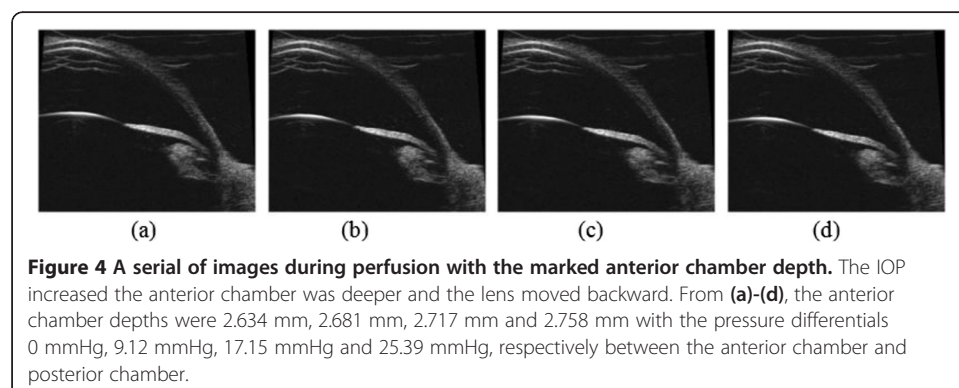 (a) (b) (c) (d)
Figure 4 A serial of images during perfusion with the marked anterior chamber depth. The IOP
increased the anterior chamber was deeper and the lens moved backward. From (a)-(d), the anterior
chamber depths were 2.634 mm, 2.681 mm, 2.717 mm and 2.758 mm with the pressure differentials
0 mmHg, 9.12 mmHg, 17.15 mmHg and 25.39 mmHg, respectively between the anterior chamber and
posterior chamber.